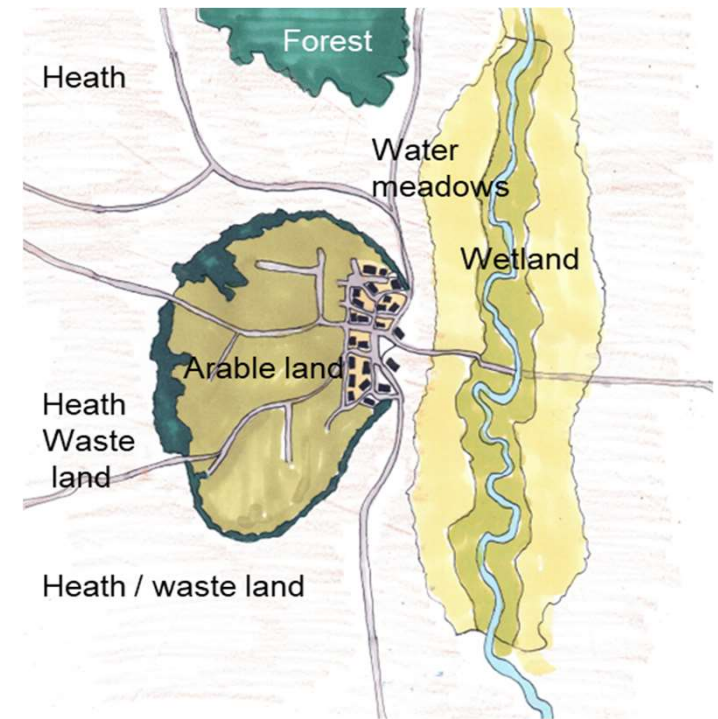 Forest
Heath
Water
meadows
Wetland
Arable land
Heath
Waste
land
Heath / waste land